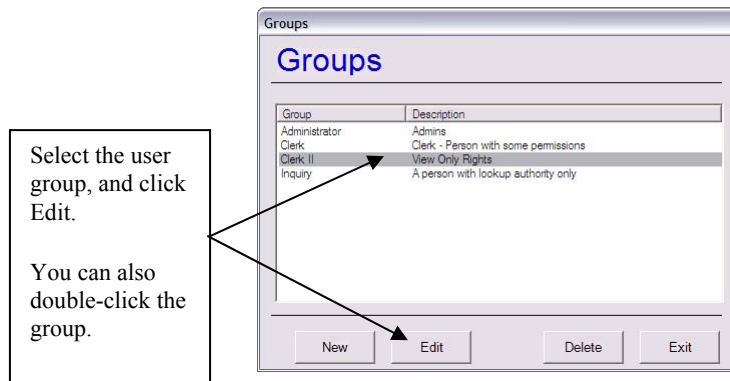 Groups
Groups
Group Description
Administrator Admins
Clerk Clerk - Person with some permissions
Clerk II View Only Rights
Inquiry A person with lookup authority only
Select the user
group, and click
Edit.
You can also
double-click the
group.
New Edit Delete Exit